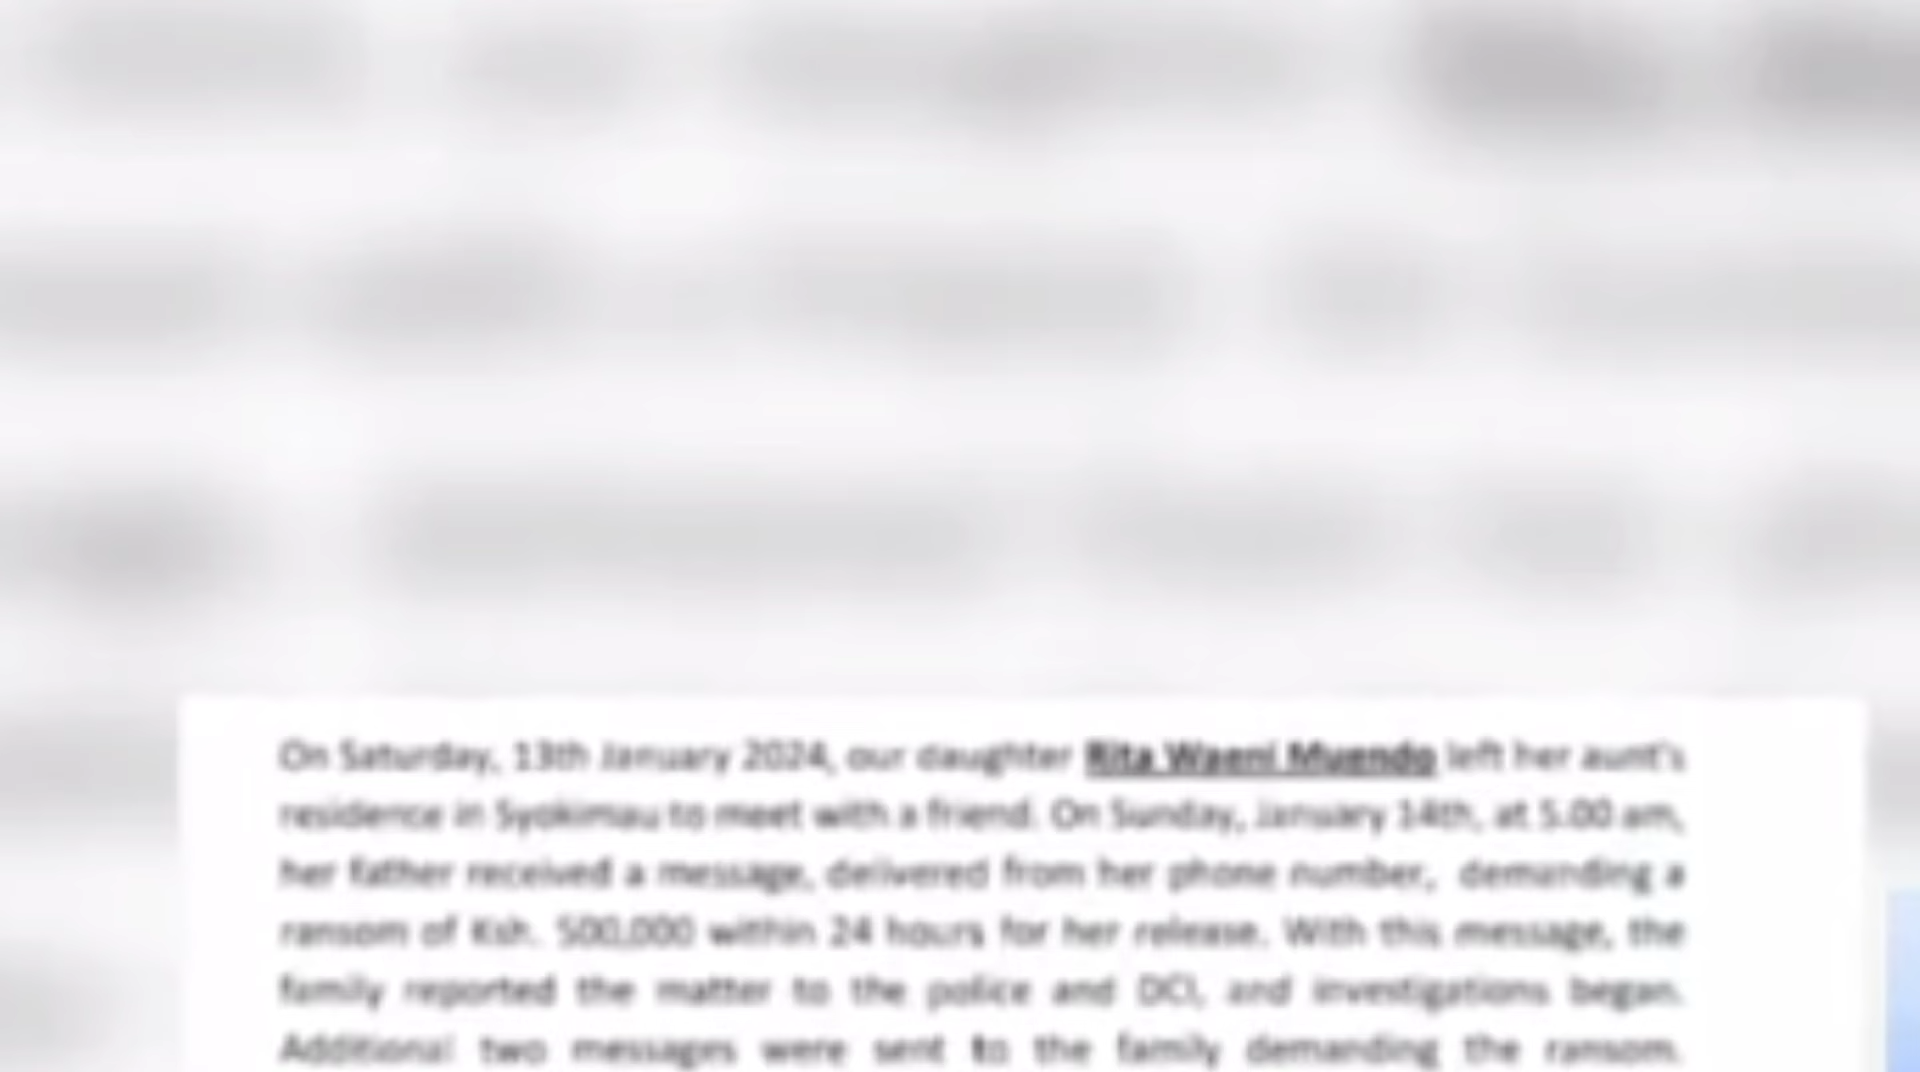 On Saturday, 13th January 2024, our daughter Rita Waeni Muendo left her aunt's
residence in Syokimau to meet with a friend. On Sunday, January 14th, at 5.00 am,
her father received a message, delivered from her phone number, demanding a
ransom of Ksh. 500,000 within 24 hours for her release. With this message, the
family reported the matter to the police and DCI, and investigations began.
Additional two messages were sent to the family demanding the ransom.